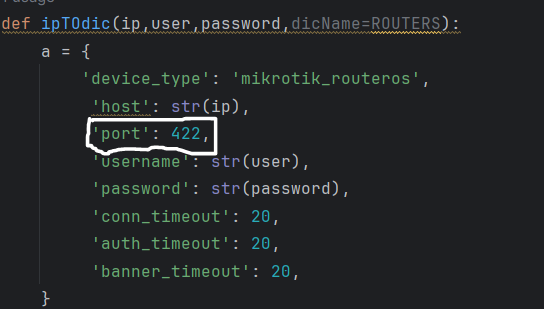 def ipTOdic(ip,user,password,dicName=ROUTERS):
a = {
'device_type': 'mikrotik_routeros',
'host': str(ip),
'port': 422,
'username': str(user),
'password': str(password),
'conn_timeout': 20,
'auth_timeout': 20,
'banner_timeout': 20,
}